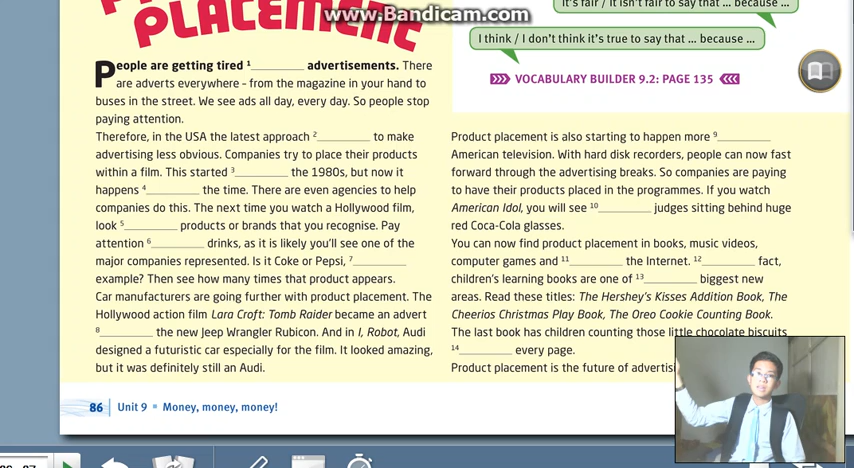 www.Bandicam.com
PLACEMENT
it's fair / It isn't fair to say that ... because ...
I think / I don't think it's true to say that ... because ...
VOCABULARY BUILDER 9.2: PAGE 135
People are getting tired 1________ advertisements. There
are adverts everywhere – from the magazine in your hand to
buses in the street. We see ads all day, every day. So people stop
paying attention.
Therefore, in the USA the latest approach 2________ to make
advertising less obvious. Companies try to place their products
within a film. This started 3________ the 1980s, but now it
happens 4________ the time. There are even agencies to help
companies do this. The next time you watch a Hollywood film,
look 5________ products or brands that you recognise. Pay
attention 6________ drinks, as it is likely you'll see one of the
major companies represented. Is it Coke or Pepsi, 7________
example? Then see how many times that product appears.
Car manufacturers are going further with product placement. The
Hollywood action film Lara Croft: Tomb Raider became an advert
8________ the new Jeep Wrangler Rubicon. And in I, Robot, Audi
designed a futuristic car especially for the film. It looked amazing,
but it was definitely still an Audi.
Product placement is also starting to happen more 9________
American television. With hard disk recorders, people can now fast
forward through the advertising breaks. So companies are paying
to have their products placed in the programmes. If you watch
American Idol, you will see 10________ judges sitting behind huge
red Coca-Cola glasses.
You can now find product placement in books, music videos,
computer games and 11________ the Internet. 12________ fact,
children's learning books are one of 13________ biggest new
areas. Read these titles: The Hershey's Kisses Addition Book, The
Cheerios Christmas Play Book, The Oreo Cookie Counting Book.
The last book has children counting those little chocolate biscuits
14________ every page.
Product placement is the future of advertisi
86 Unit 9 • Money, money, money!